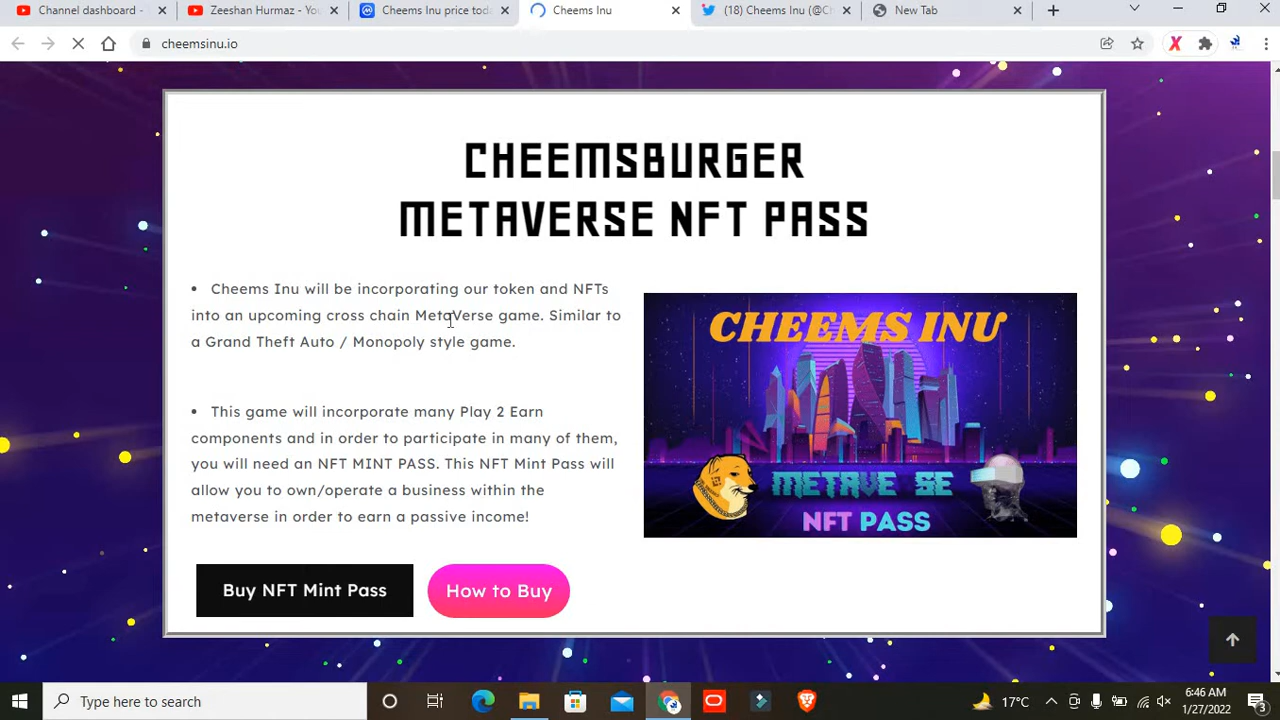 Channel dashboard -
Zeeshan Hurmaz - Yo
Cheems Inu price toda
Cheems Inu
(18) Cheems Inu (@Ch
New Tab
cheemsinu.io
CHEEMSBURGER
METAVERSE NFT PASS
• Cheems Inu will be incorporating our token and NFTs
into an upcoming cross chain MetaVerse game. Similar to
a Grand Theft Auto / Monopoly style game.
• This game will incorporate many Play 2 Earn
components and in order to participate in many of them,
you will need an NFT MINT PASS. This NFT Mint Pass will
allow you to own/operate a business within the
metaverse in order to earn a passive income!
CHEEMS INU
METAVE SE
NFT PASS
Buy NFT Mint Pass
How to Buy
Type here to search
17°C
6:46 AM
1/27/2022
3